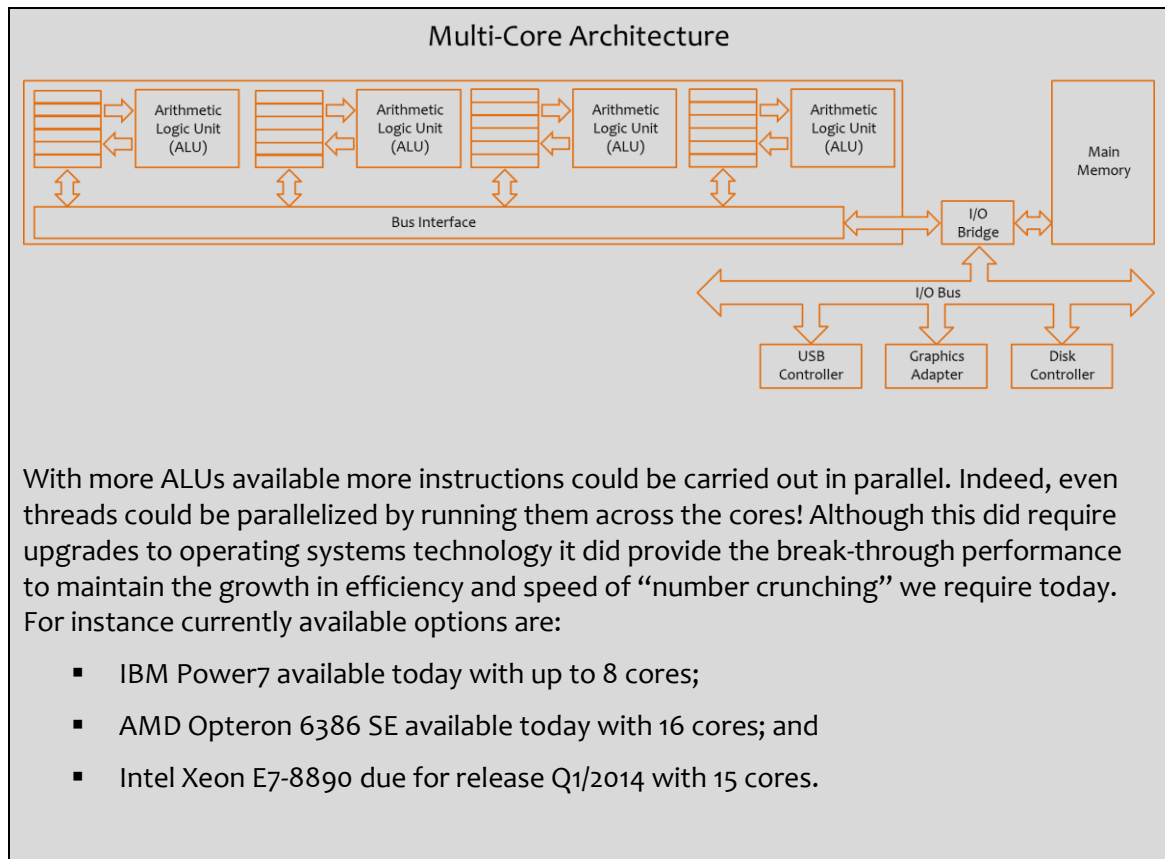 Multi-Core Architecture
Arithmetic
Logic Unit
(ALU)
Arithmetic
Logic Unit
(ALU)
Arithmetic
Logic Unit
(ALU)
Arithmetic
Logic Unit
(ALU)
Main
Memory
Bus Interface
I/O
Bridge
I/O Bus
USB
Controller
Graphics
Adapter
Disk
Controller
With more ALUs available more instructions could be carried out in parallel. Indeed, even
threads could be parallelized by running them across the cores! Although this did require
upgrades to operating systems technology it did provide the break-through performance
to maintain the growth in efficiency and speed of “number crunching” we require today.
For instance currently available options are:
▪ IBM Power7 available today with up to 8 cores;
▪ AMD Opteron 6386 SE available today with 16 cores; and
▪ Intel Xeon E7-8890 due for release Q1/2014 with 15 cores.